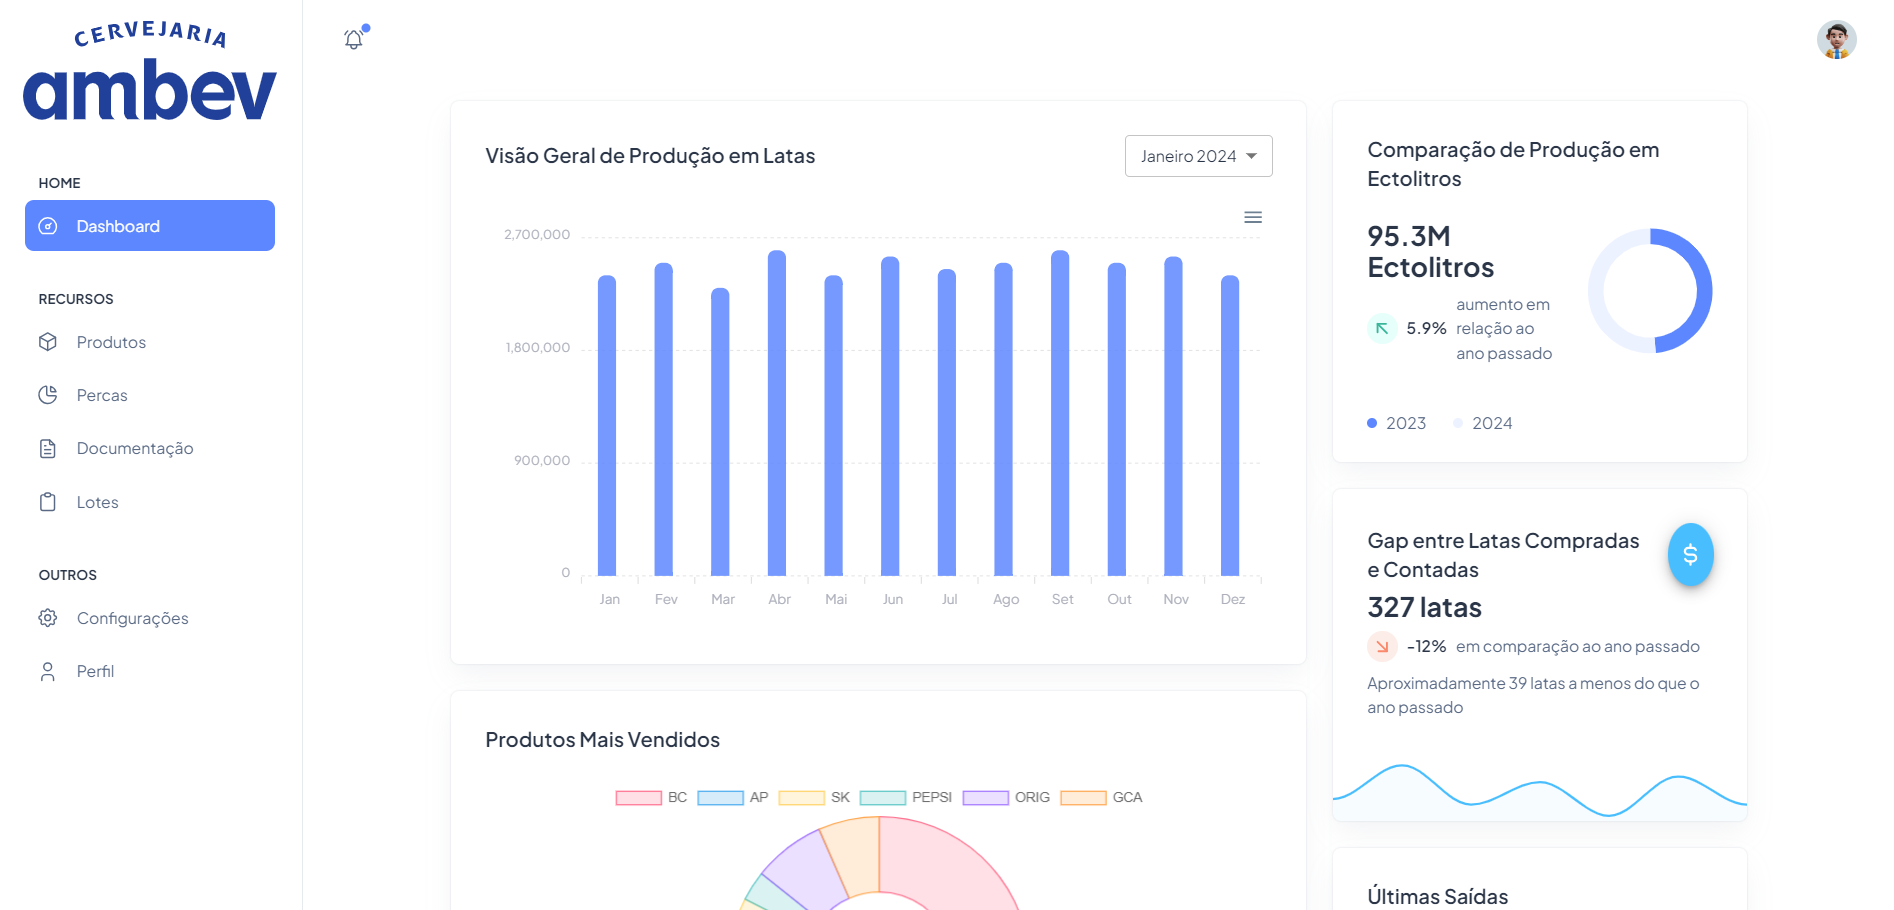 CERVEJARIA
ambev
HOME
Dashboard
RECURSOS
Produtos
Percas
Documentação
Lotes
OUTROS
Configurações
Perfil
Visão Geral de Produção em Latas
Janeiro 2024
2,700,000
1,800,000
900,000
0
Jan Fev Mar Abr Mai Jun Jul Ago Set Out Nov Dez
Produtos Mais Vendidos
BC AP SK PEPSI ORIG GCA
Comparação de Produção em
Ectolitros
95.3M
Ectolitros
5.9%
aumento em
relação ao
ano passado
2023 2024
Gap entre Latas Compradas
e Contadas
$
327 latas
-12% em comparação ao ano passado
Aproximadamente 39 latas a menos do que o
ano passado
Últimas Saídas